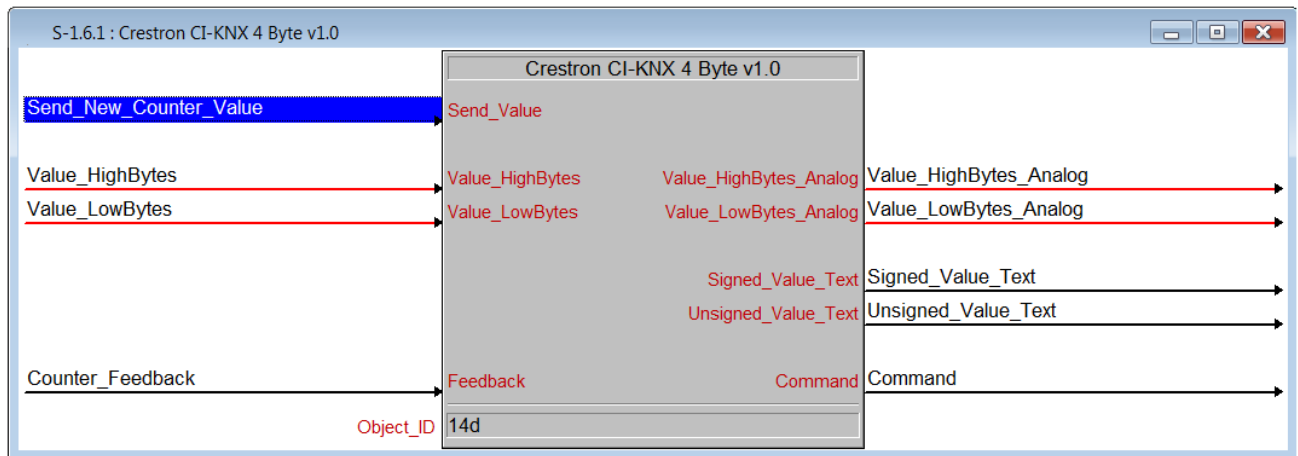 S-1.6.1 : Crestron CI-KNX 4 Byte v1.0
Crestron CI-KNX 4 Byte v1.0
Send_New_Counter_Value Send_Value
Value_HighBytes Value_HighBytes Value_HighBytes_Analog Value_HighBytes_Analog
Value_LowBytes Value_LowBytes Value_LowBytes_Analog Value_LowBytes_Analog
Signed_Value_Text Signed_Value_Text
Unsigned_Value_Text Unsigned_Value_Text
Counter_Feedback Feedback Command Command
Object_ID 14d